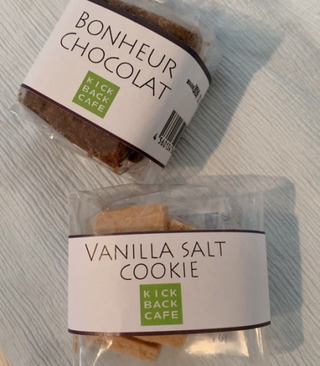 BONHEUR
CHOCOLAT
KICK
BACK
CAFE
VANILLA SALT
COOKIE
KICK
BACK
CAFE